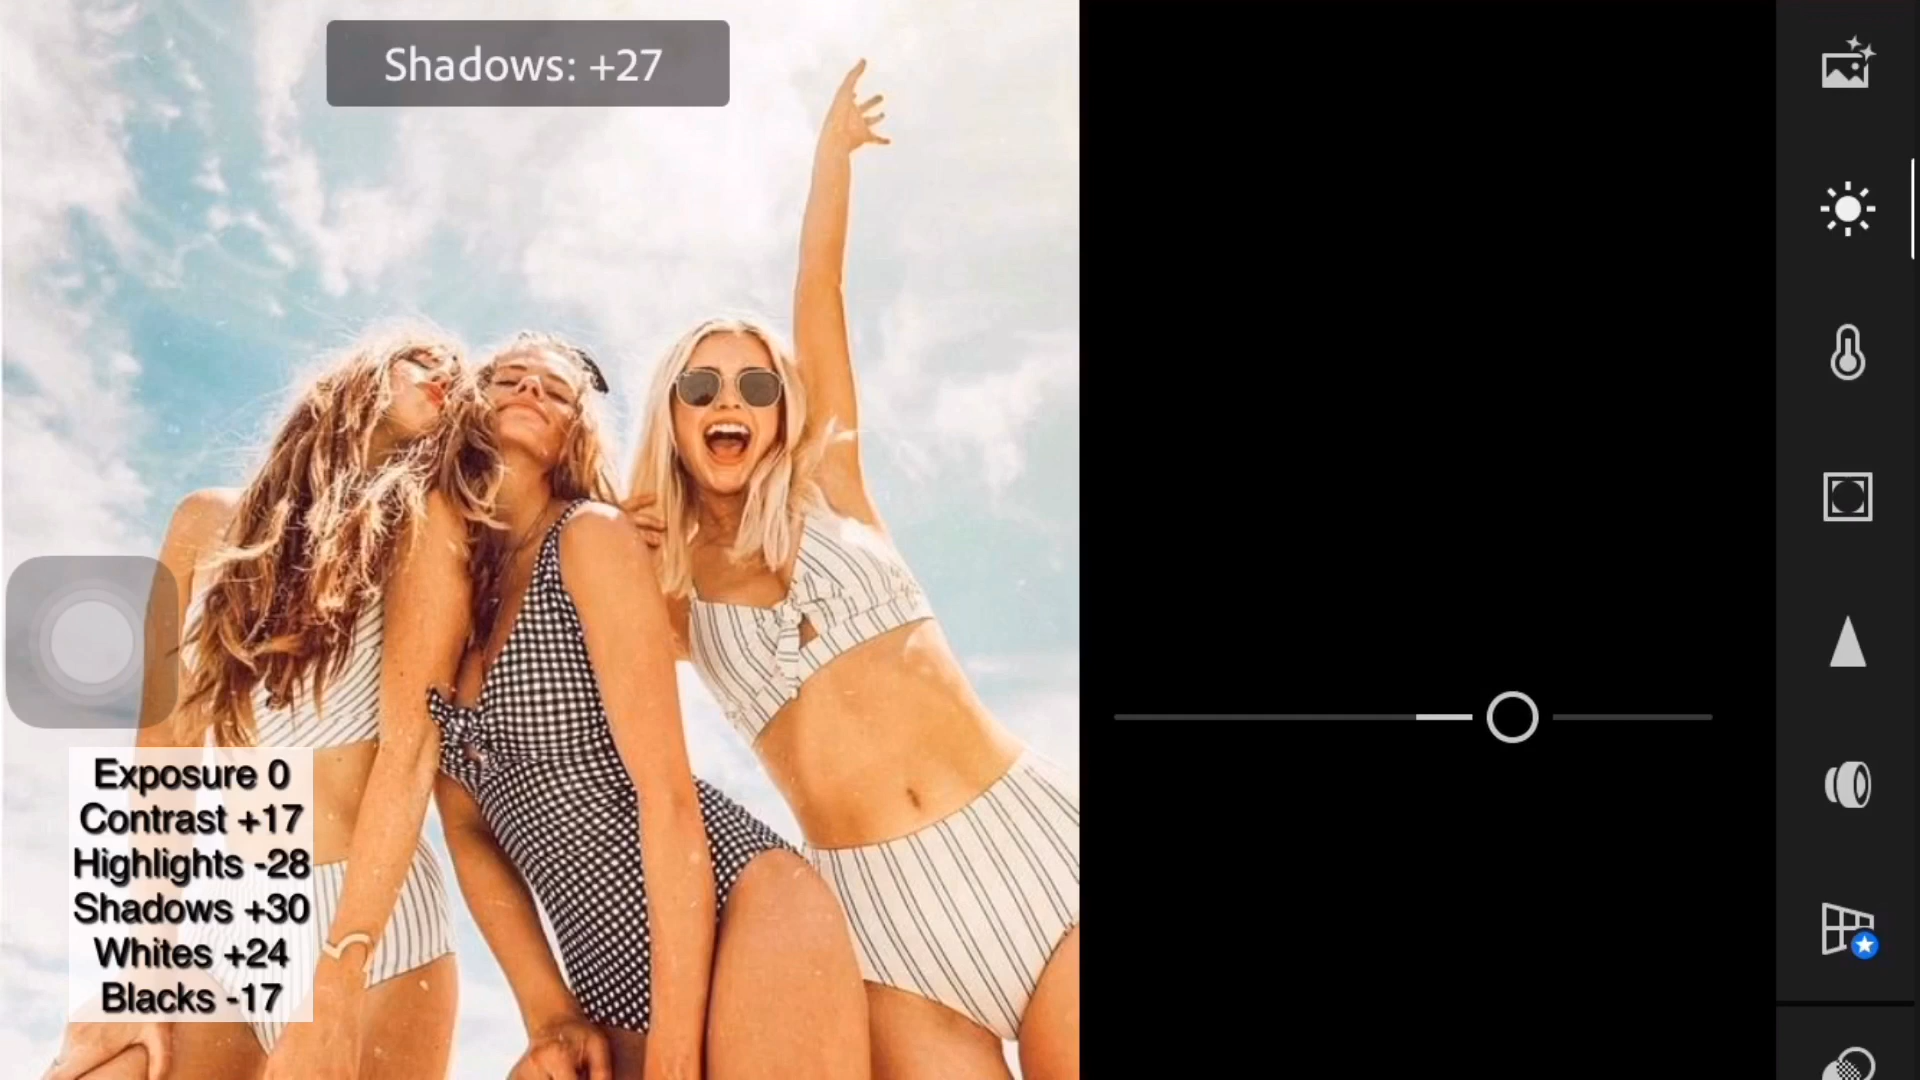 Shadows: +27
Exposure 0
Contrast +17
Highlights -28
Shadows +30
Whites +24
Blacks -17